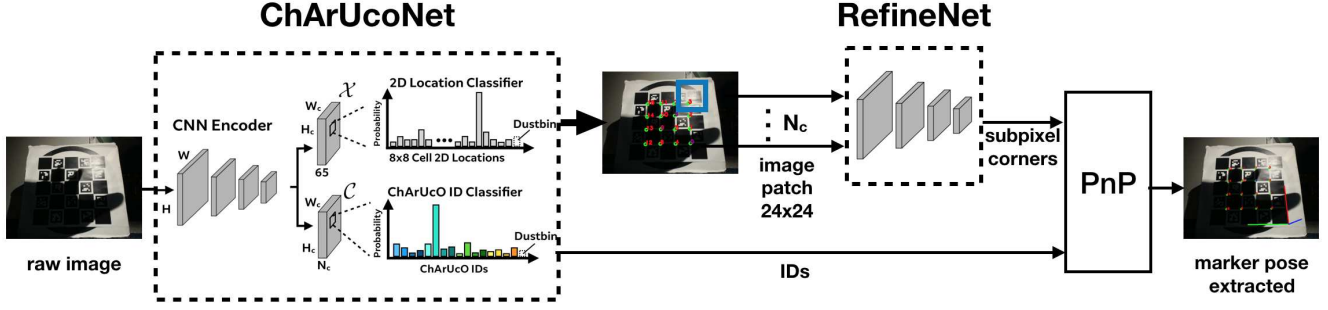 ChArUcoNet
RefineNet
2D Location Classifier
𝒳
W_c
H_c
65
Probability
Dustbin
8x8 Cell 2D Locations
CNN Encoder
W
H
raw image
ChArUcO ID Classifier
𝒞
W_c
H_c
N_c
Probability
Dustbin
ChArUcO IDs
N_c
image
patch
24x24
subpixel
corners
IDs
PnP
marker pose
extracted